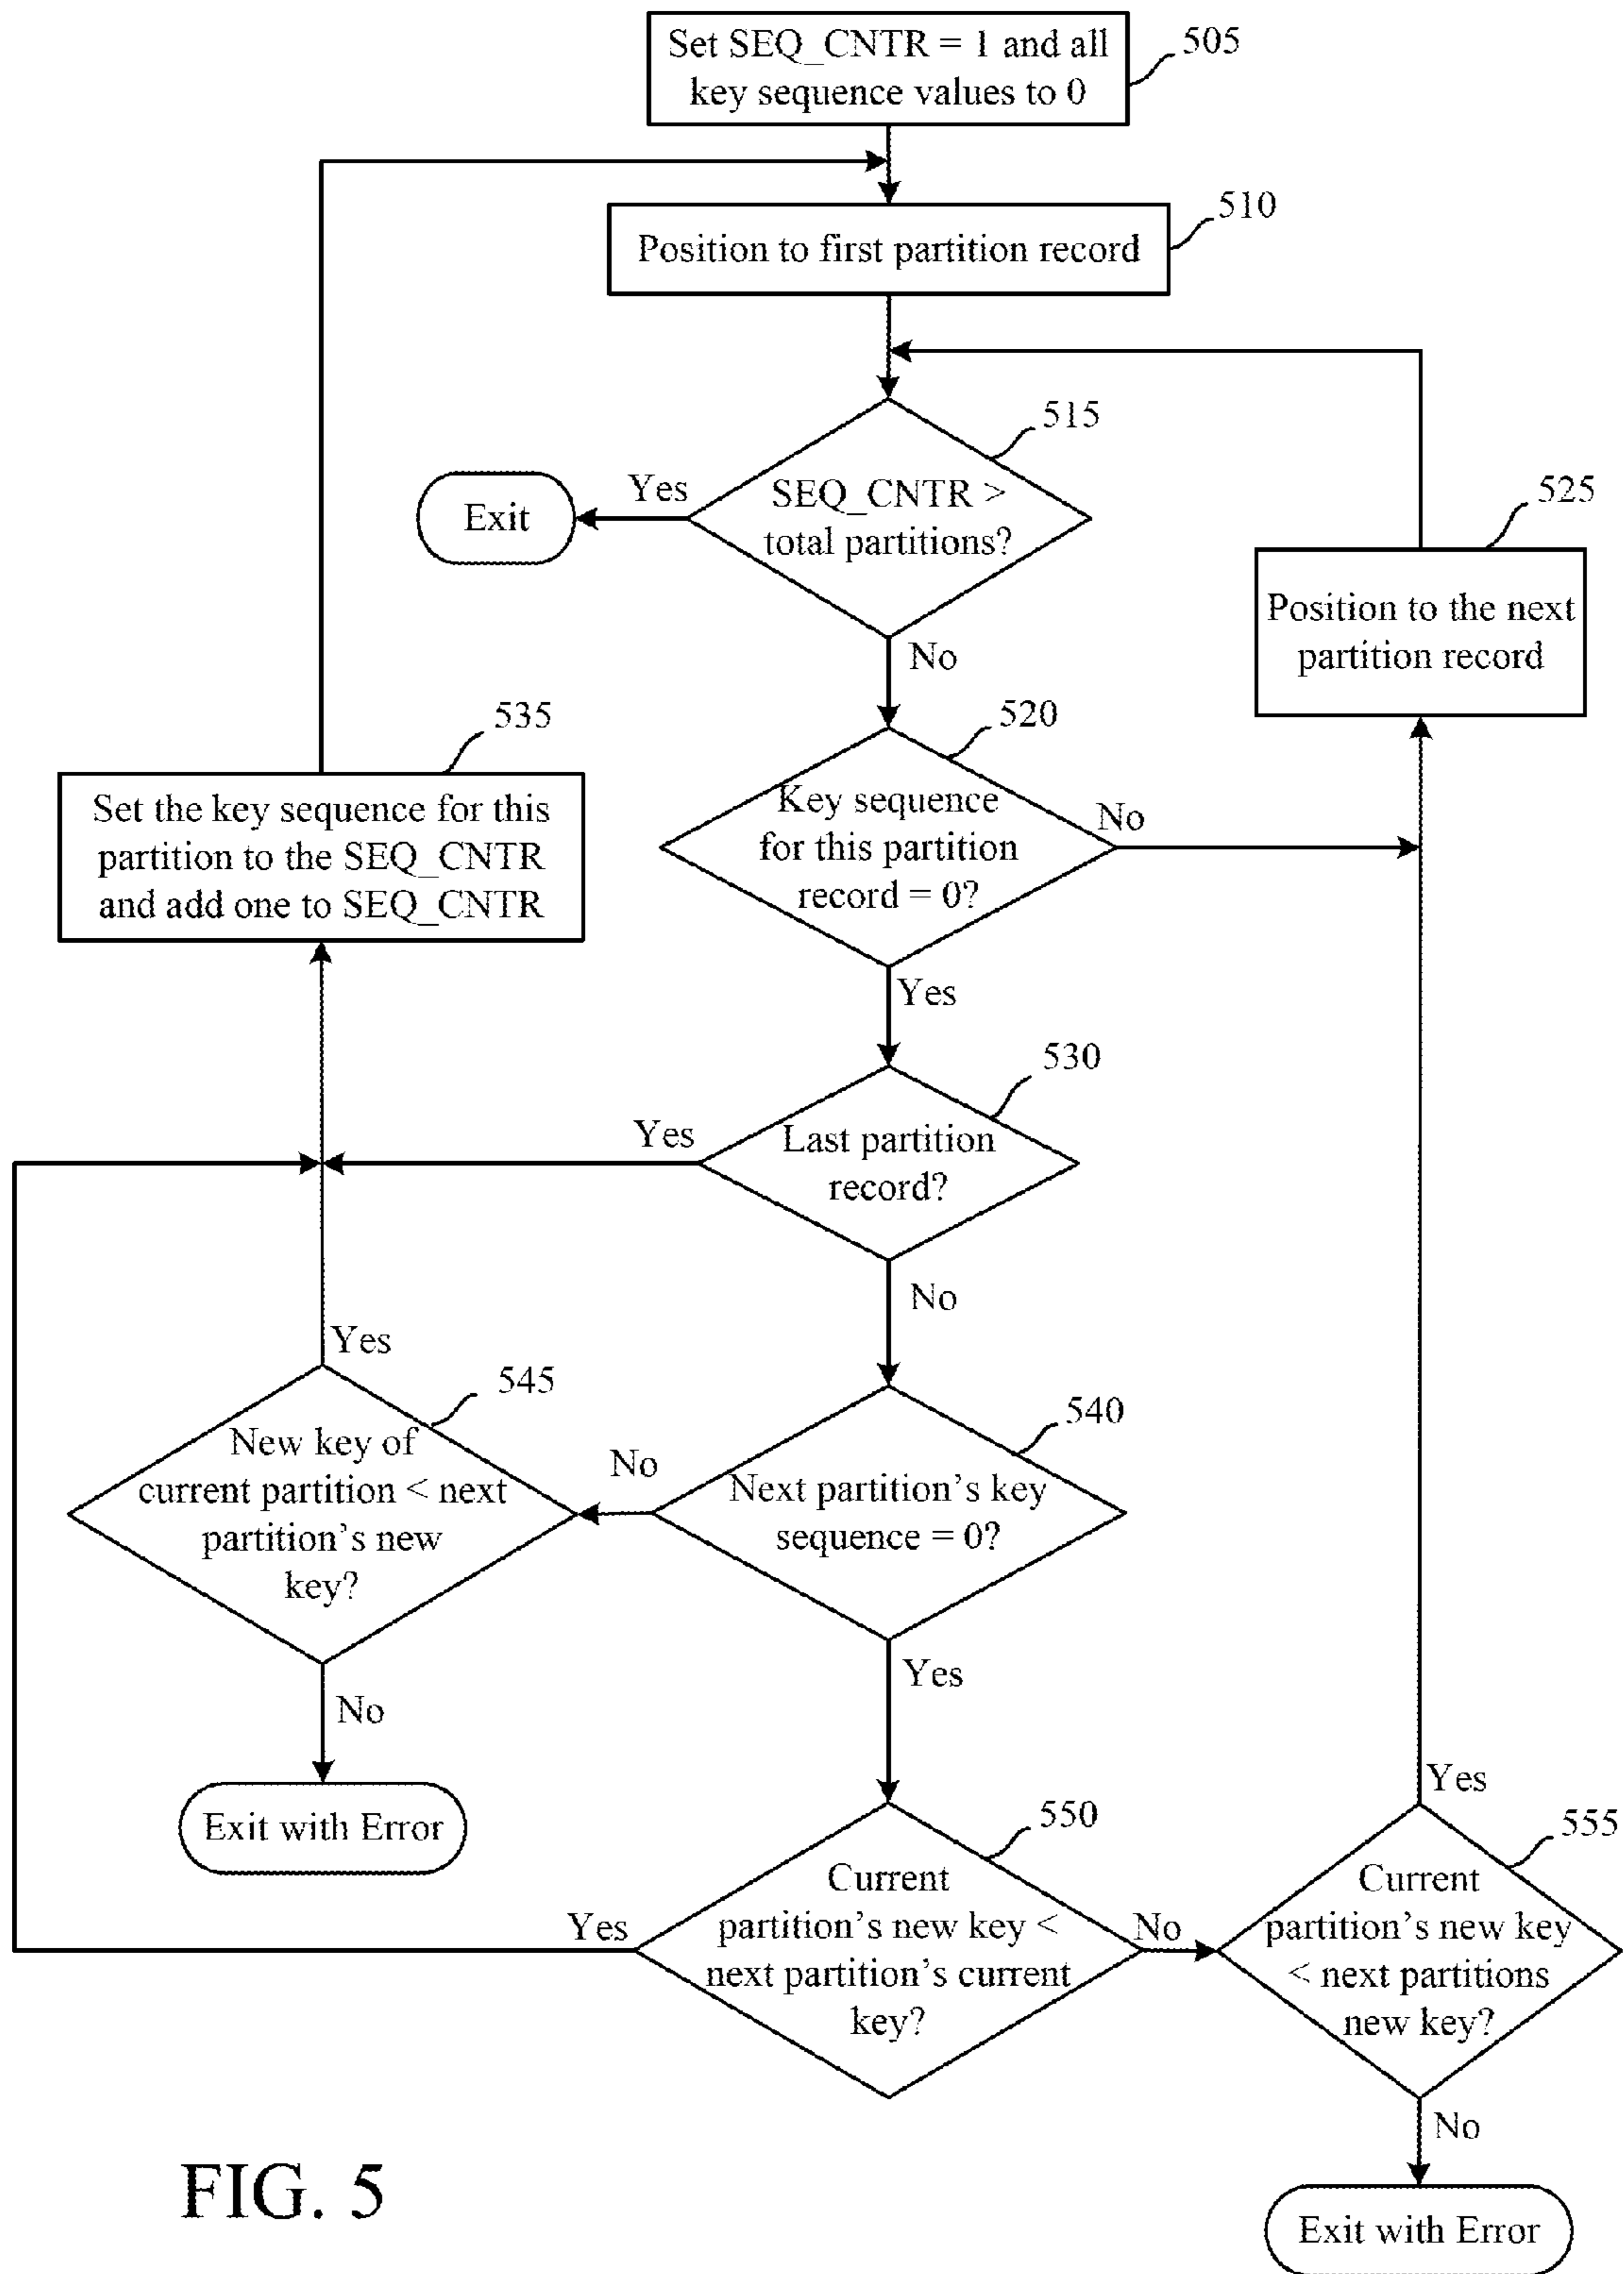 Set SEQ_CNTR = 1 and all
key sequence values to 0
505
Position to first partition record
510
515
SEQ_CNTR >
total partitions?
Yes
Exit
No
525
Position to the next
partition record
520
Key sequence
for this partition
record = 0?
No
Yes
535
Set the key sequence for this
partition to the SEQ_CNTR
and add one to SEQ_CNTR
530
Last partition
record?
Yes
No
540
Next partition's key
sequence = 0?
No
Yes
545
New key of
current partition < next
partition's new
key?
Yes
No
Exit with Error
550
Current
partition's new key <
next partition's current
key?
Yes
No
555
Current
partition's new key
< next partitions
new key?
Yes
No
Exit with Error
FIG. 5